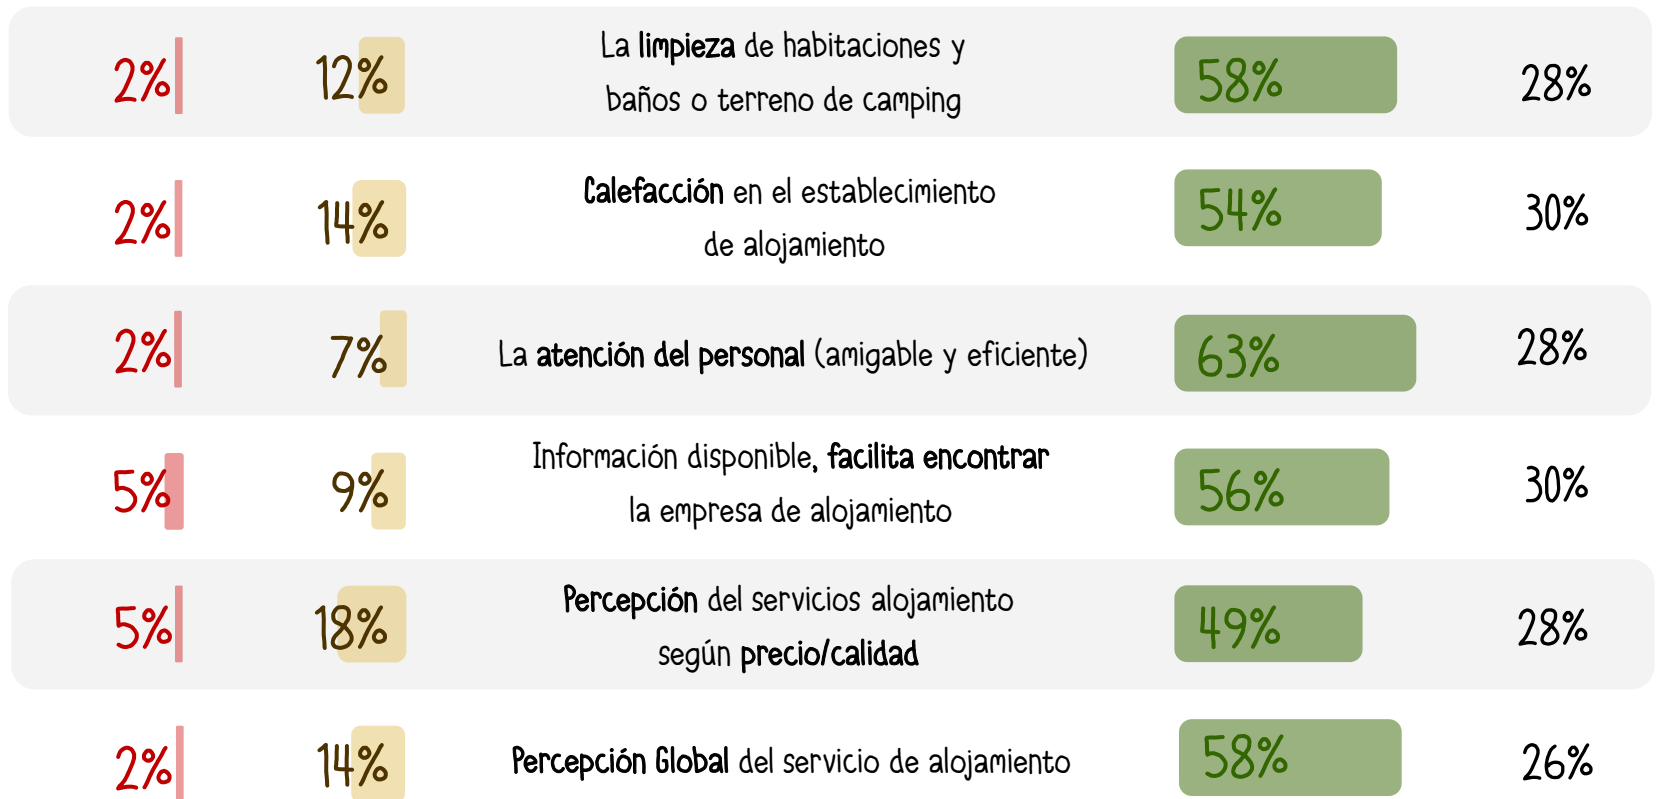 2% 12% La limpieza de habitaciones y 58% 28%
baños o terreno de camping
2% 14% Calefacción en el establecimiento 54% 30%
de alojamiento
2% 7% La atención del personal (amigable y eficiente) 63% 28%
5% 9% Información disponible, facilita encontrar 56% 30%
la empresa de alojamiento
5% 18% Percepción del servicios alojamiento 49% 28%
según precio/calidad
2% 14% Percepción Global del servicio de alojamiento 58% 26%